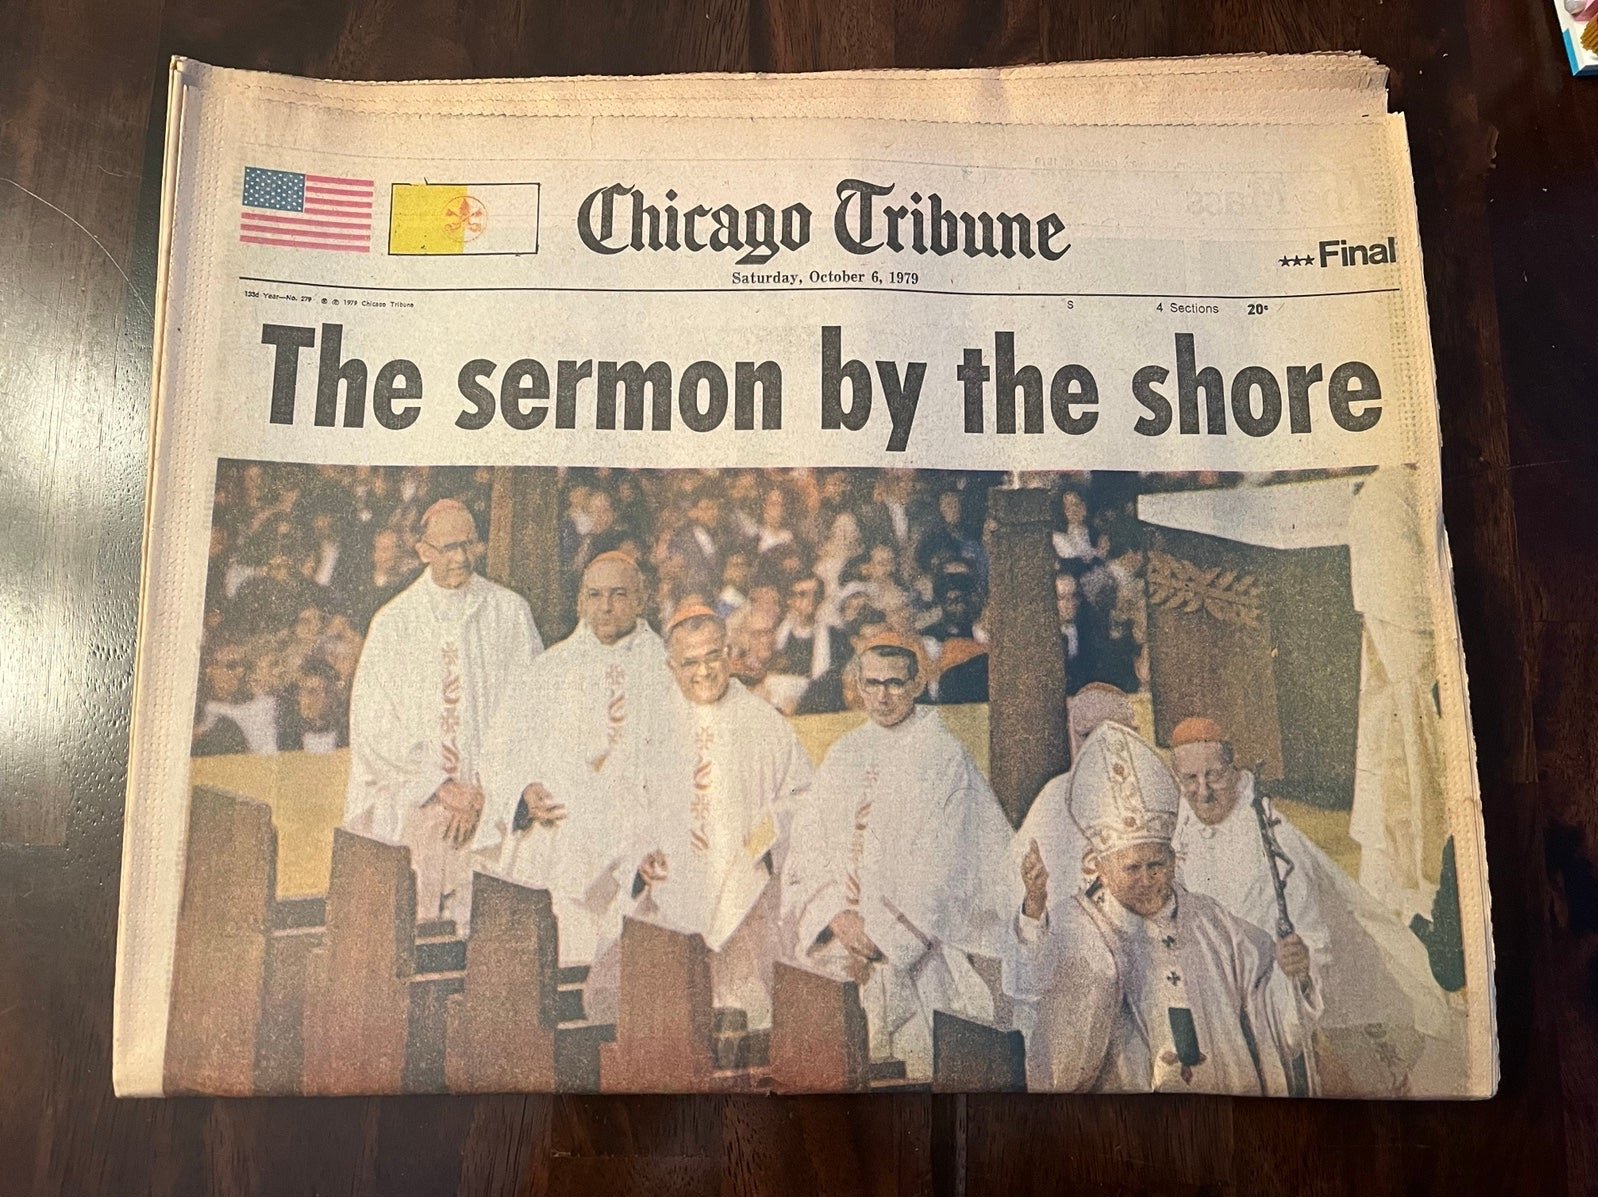 Chicago Tribune
Saturday, October 6, 1979
★★★Final
133d Year—No. 279 © ℗ 1979 Chicago Tribune
S
4 Sections 20¢
The sermon by the shore